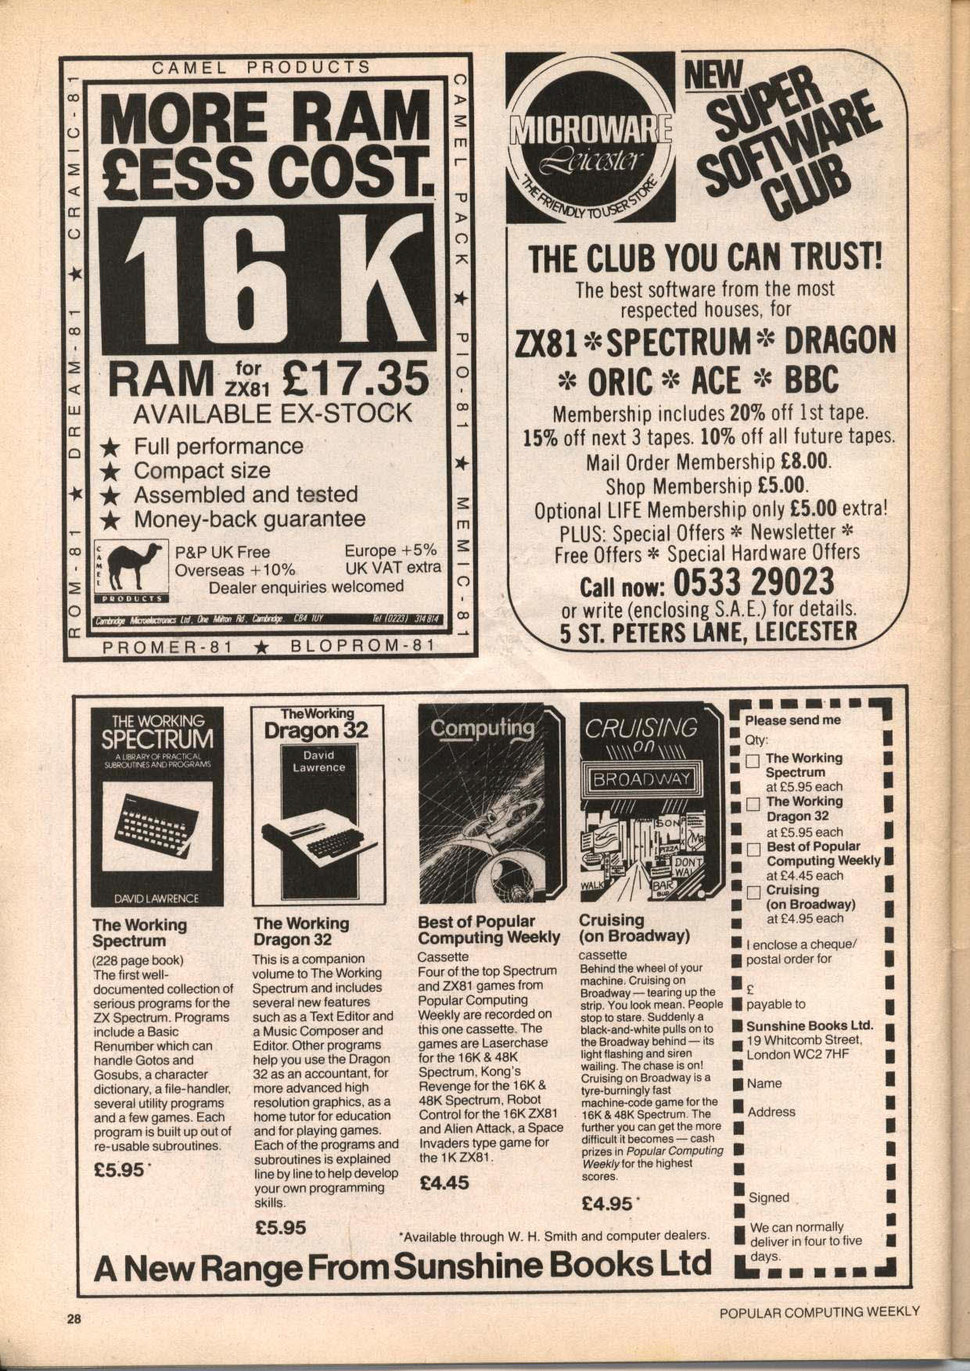 CAMEL PRODUCTS
CAMEL PACK ★ PIO-81 ★ MEMIC-81
ROM-81 ★ DREAM-81 ★ CRAMIC-81
MORE RAM
£ESS COST.
16K
RAM for ZX81 £17.35
AVAILABLE EX-STOCK
★ Full performance
★ Compact size
★ Assembled and tested
★ Money-back guarantee
CAMEL
PRODUCTS
P&P UK Free Europe +5%
Overseas +10% UK VAT extra
Dealer enquiries welcomed
Cambridge Microelectronics Ltd, One Milton Rd, Cambridge CB4 1UY Tel (0223) 314814
PROMER-81 ★ BLOPROM-81
MICROWARE
Leicester
"THE FRIENDLY TO USER STORE"
NEW
SUPER
SOFTWARE
CLUB
THE CLUB YOU CAN TRUST!
The best software from the most
respected houses, for
ZX81 * SPECTRUM * DRAGON
* ORIC * ACE * BBC
Membership includes 20% off 1st tape.
15% off next 3 tapes. 10% off all future tapes.
Mail Order Membership £8.00.
Shop Membership £5.00.
Optional LIFE Membership only £5.00 extra!
PLUS: Special Offers * Newsletter *
Free Offers * Special Hardware Offers
Call now: 0533 29023
or write (enclosing S.A.E.) for details.
5 ST. PETERS LANE, LEICESTER
THE WORKING
SPECTRUM
A LIBRARY OF PRACTICAL
SUBROUTINES AND PROGRAMS
DAVID LAWRENCE
The Working
Spectrum
(228 page book)
The first well-
documented collection of
serious programs for the
ZX Spectrum. Programs
include a Basic
Renumber which can
handle Gotos and
Gosubs, a character
dictionary, a file-handler,
several utility programs
and a few games. Each
program is built up out of
re-usable subroutines.
£5.95*
The Working
Dragon 32
David
Lawrence
The Working
Dragon 32
This is a companion
volume to The Working
Spectrum and includes
several new features
such as a Text Editor and
a Music Composer and
Editor. Other programs
help you use the Dragon
32 as an accountant, for
more advanced high
resolution graphics, as a
home tutor for education
and for playing games.
Each of the programs and
subroutines is explained
line by line to help develop
your own programming
skills.
£5.95
Computing
Best of Popular
Computing Weekly
Cassette
Four of the top Spectrum
and ZX81 games from
Popular Computing
Weekly are recorded on
this one cassette. The
games are Laserchase
for the 16K & 48K
Spectrum, Kong's
Revenge for the 16K &
48K Spectrum, Robot
Control for the 16K ZX81
and Alien Attack, a Space
Invaders type game for
the 1K ZX81.
£4.45
CRUISING
on
BROADWAY
WALK
DON'T
BAR
PIZZA
Cruising
(on Broadway)
cassette
Behind the wheel of your
machine. Cruising on
Broadway — tearing up the
strip. You look mean. People
stop to stare. Suddenly a
black-and-white pulls on to
the Broadway behind — its
light flashing and siren
wailing. The chase is on!
Cruising on Broadway is a
tyre-burningly fast
machine-code game for the
16K & 48K Spectrum. The
further you can get the more
difficult it becomes — cash
prizes in Popular Computing
Weekly for the highest
scores.
£4.95*
*Available through W. H. Smith and computer dealers.
A New Range From Sunshine Books Ltd
Please send me
Qty:
The Working
Spectrum
at £5.95 each
The Working
Dragon 32
at £5.95 each
Best of Popular
Computing Weekly
at £4.45 each
Cruising
(on Broadway)
at £4.95 each
I enclose a cheque/
postal order for
£
payable to
Sunshine Books Ltd.
19 Whitcomb Street,
London WC2 7HF
Name
Address
Signed
We can normally
deliver in four to five
days.
28
POPULAR COMPUTING WEEKLY